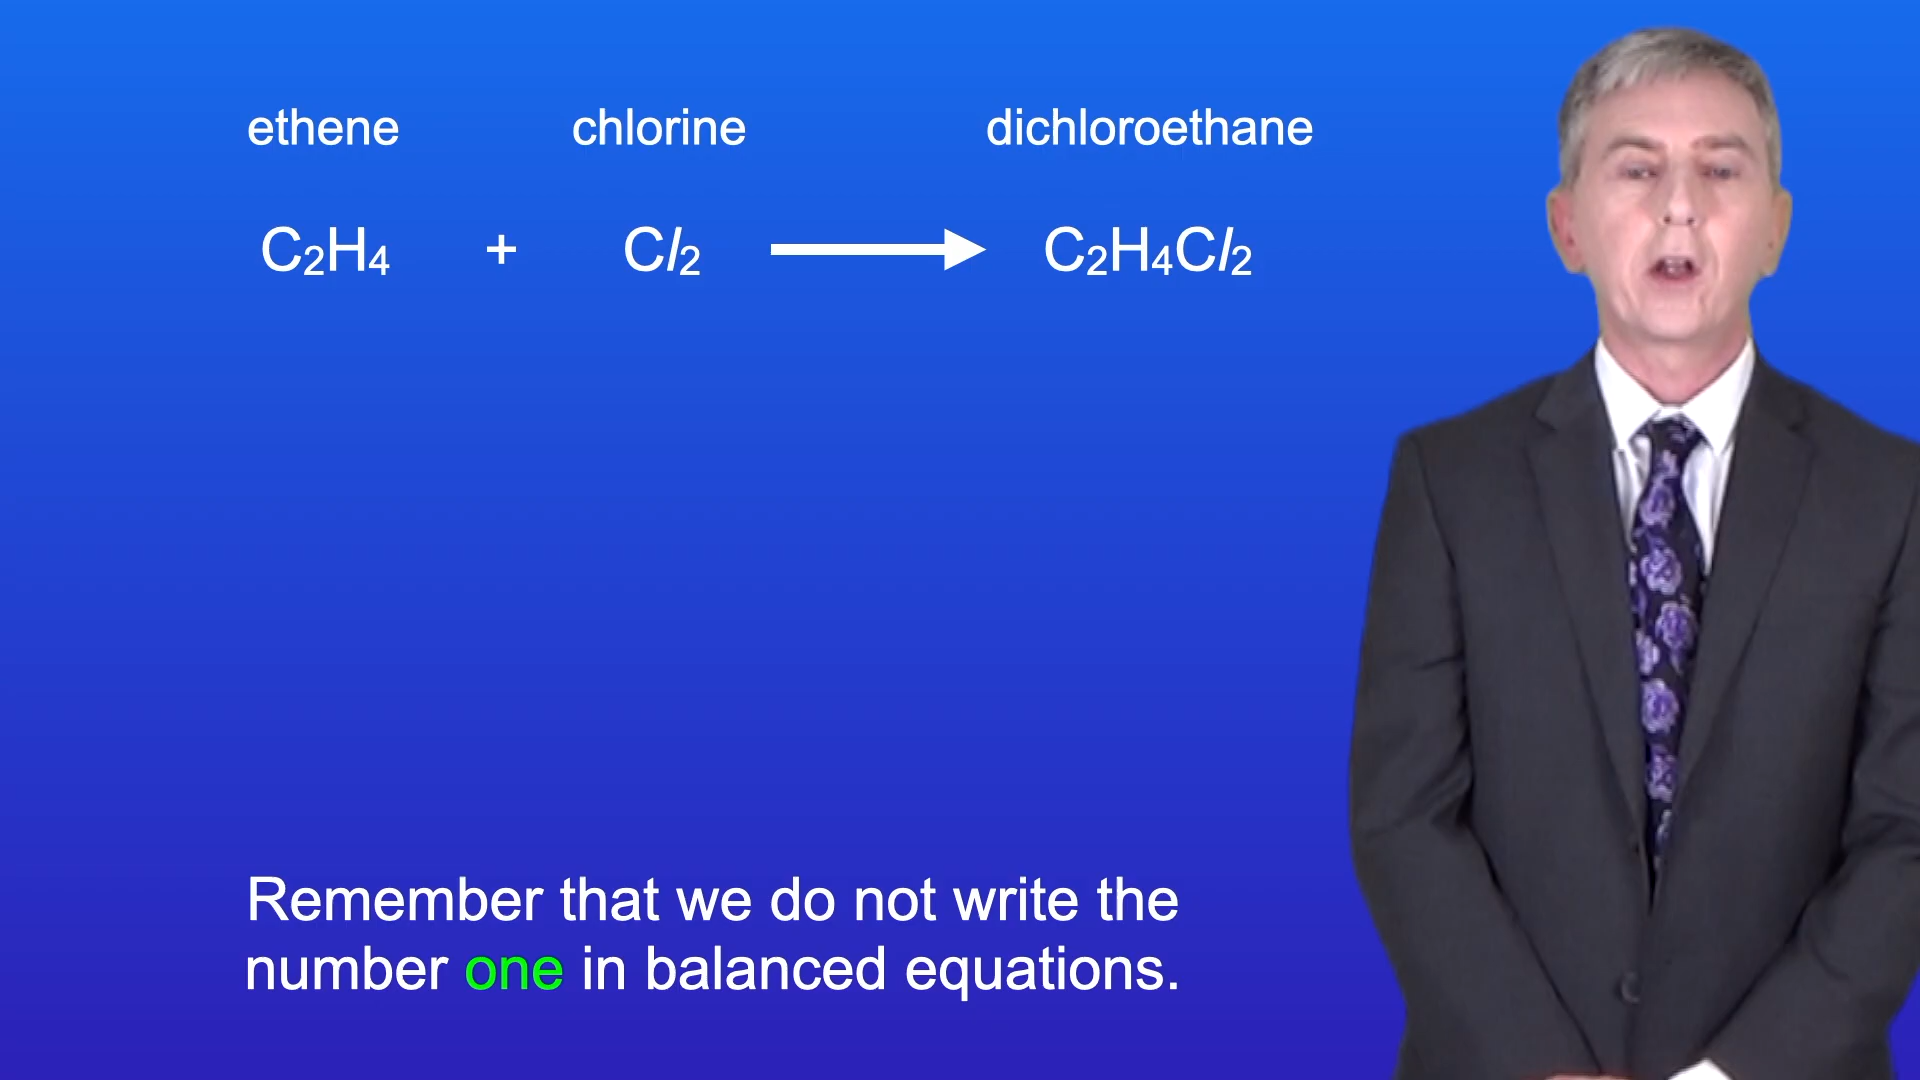 ethene chlorine dichloroethane
C₂H₄ + Cl₂ ⟶ C₂H₄Cl₂
Remember that we do not write the
number one in balanced equations.